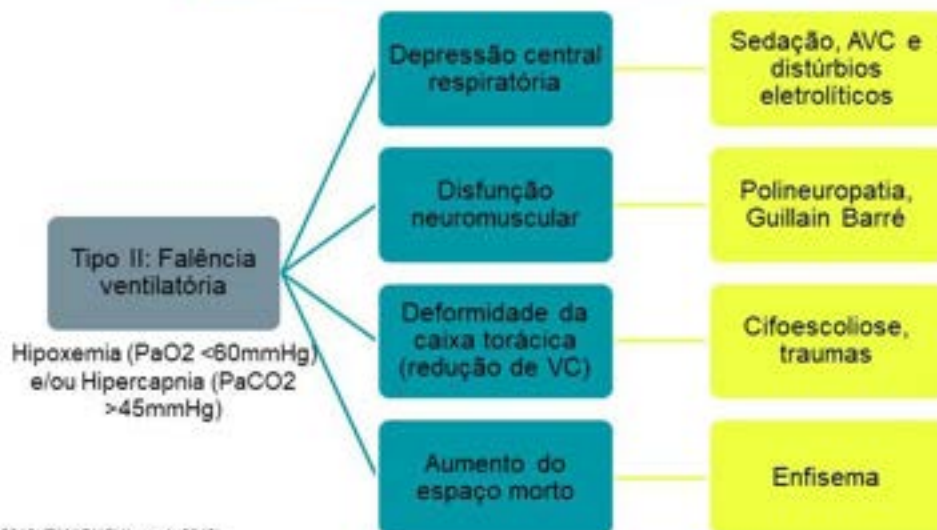 Depressão central
respiratória
Sedação, AVC e
distúrbios
eletrolíticos
Disfunção
neuromuscular
Polineuropatia,
Guillain Barré
Tipo II: Falência
ventilatória
Hipoxemia (PaO2 <60mmHg)
e/ou Hipercapnia (PaCO2
>45mmHg)
Deformidade da
caixa torácica
(redução de VC)
Cifoescoliose,
traumas
Aumento do
espaço morto
Enfisema